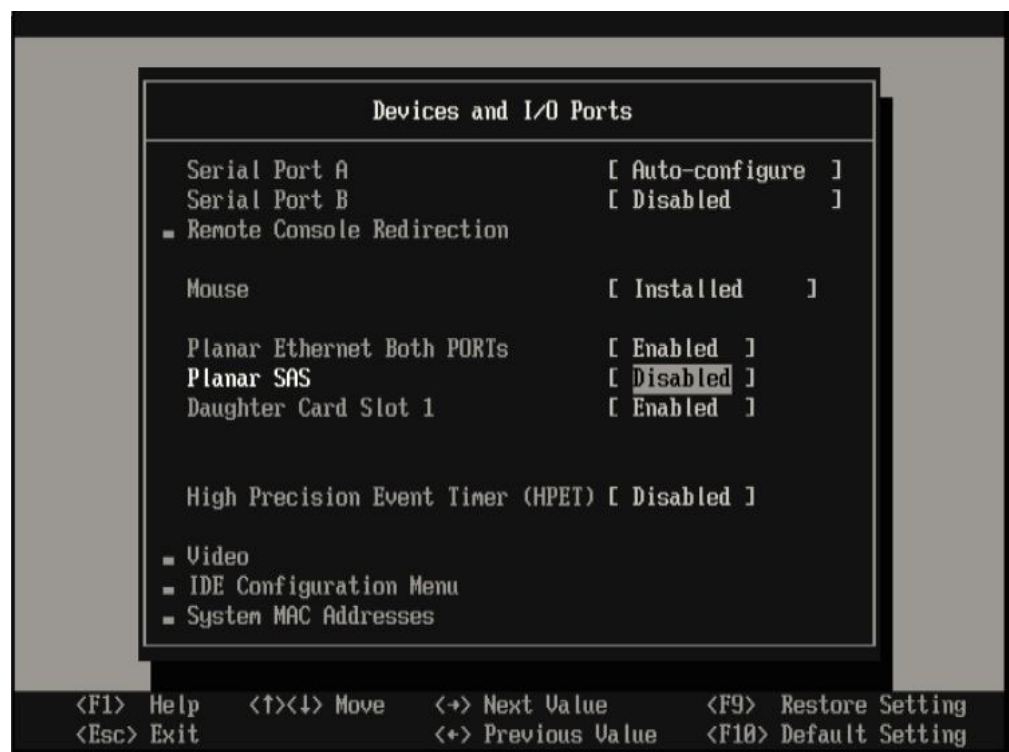 Devices and I/O Ports
Serial Port A [ Auto-configure ]
Serial Port B [ Disabled ]
Remote Console Redirection
Mouse [ Installed ]
Planar Ethernet Both PORTs [ Enabled ]
Planar SAS [ Disabled ]
Daughter Card Slot 1 [ Enabled ]
High Precision Event Timer (HPET) [ Disabled ]
Video
IDE Configuration Menu
System MAC Addresses
<F1> Help <↑><↓> Move <→> Next Value <F9> Restore Setting
<Esc> Exit <←> Previous Value <F10> Default Setting